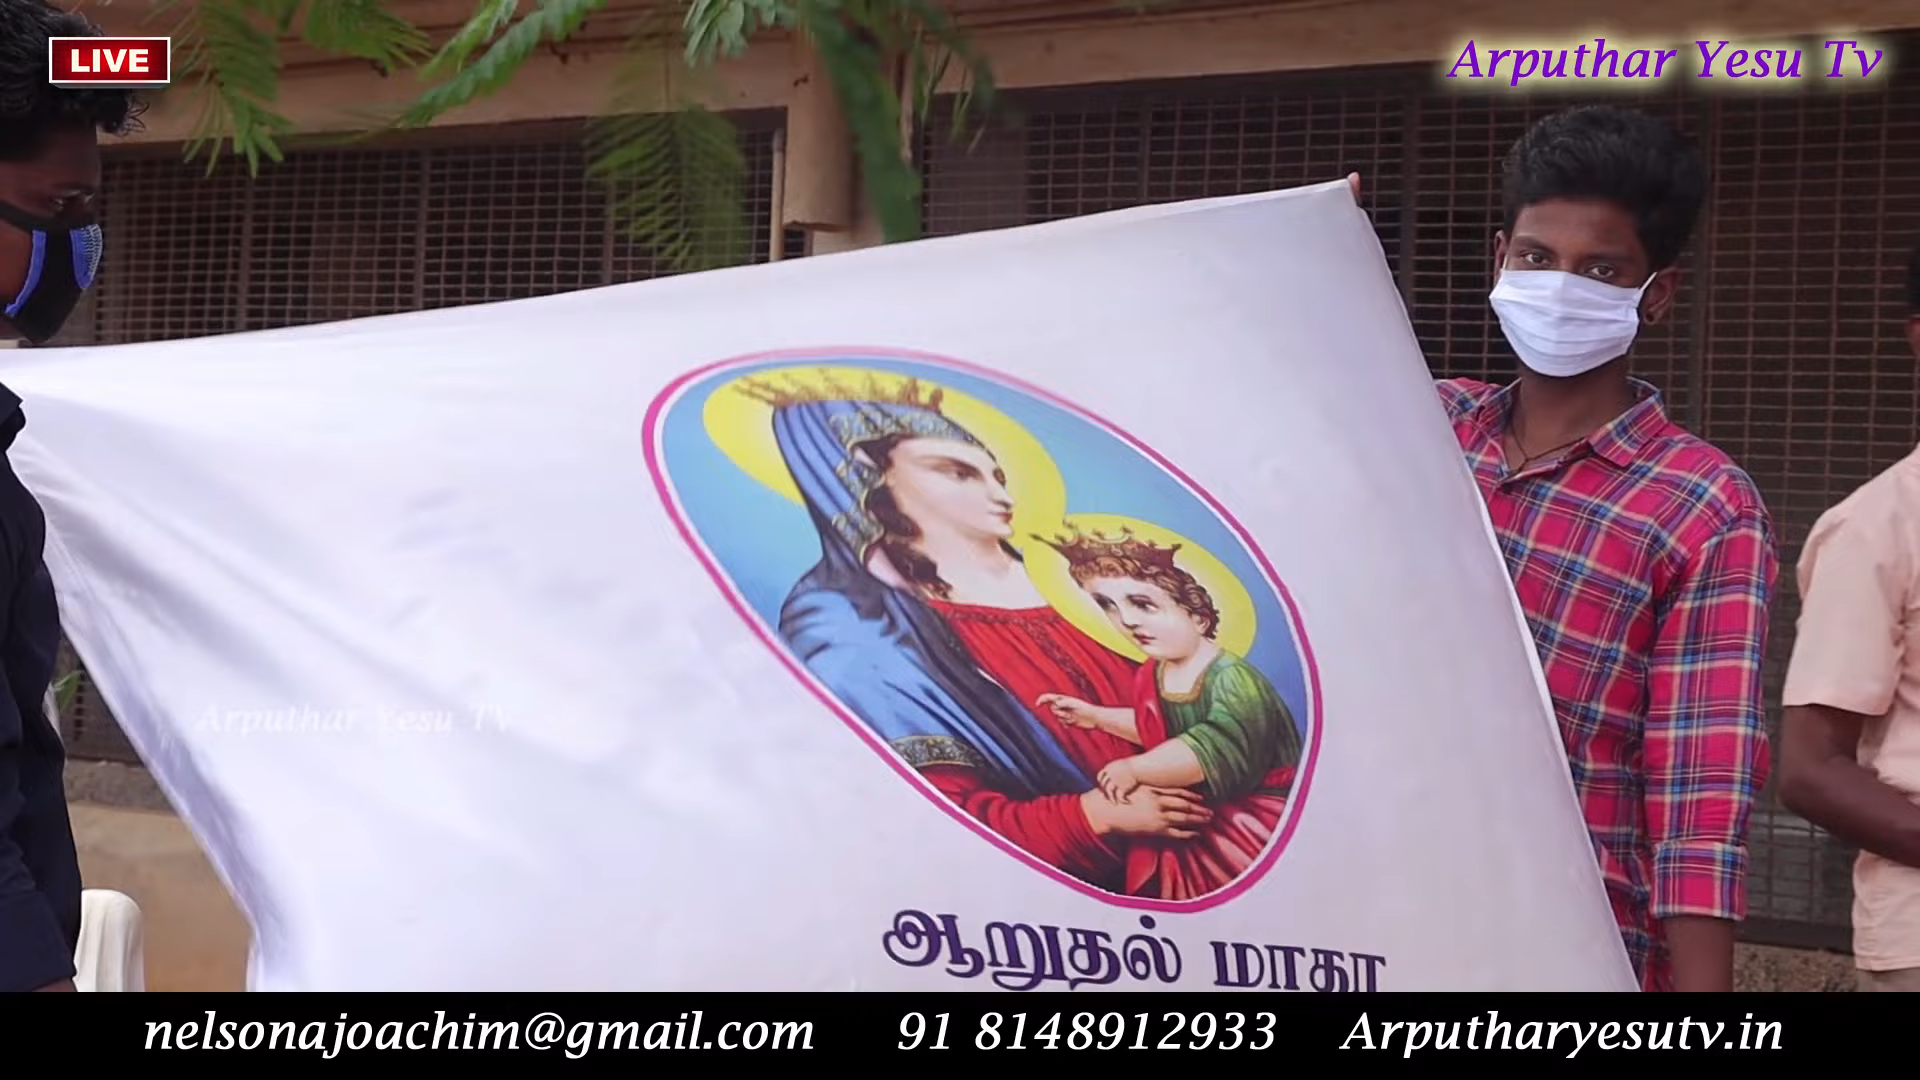 LIVE
Arputhar Yesu Tv
Arputhar Yesu TV
ஆறுதல் மாதா
nelsonajoachim@gmail.com 91 8148912933 Arputharyesutv.in